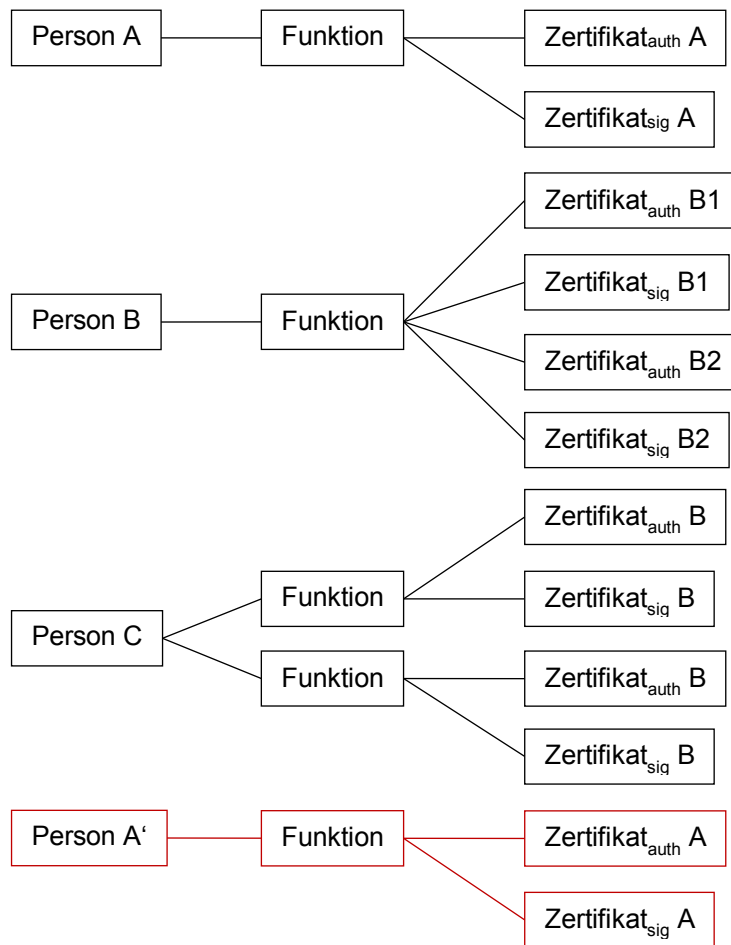 Person A
Funktion
Zertifikatauth A
Zertifikatsig A
Zertifikatauth B1
Zertifikatsig B1
Person B
Funktion
Zertifikatauth B2
Zertifikatsig B2
Zertifikatauth B
Funktion
Zertifikatsig B
Person C
Funktion
Zertifikatauth B
Zertifikatsig B
Person A‘
Funktion
Zertifikatauth A
Zertifikatsig A